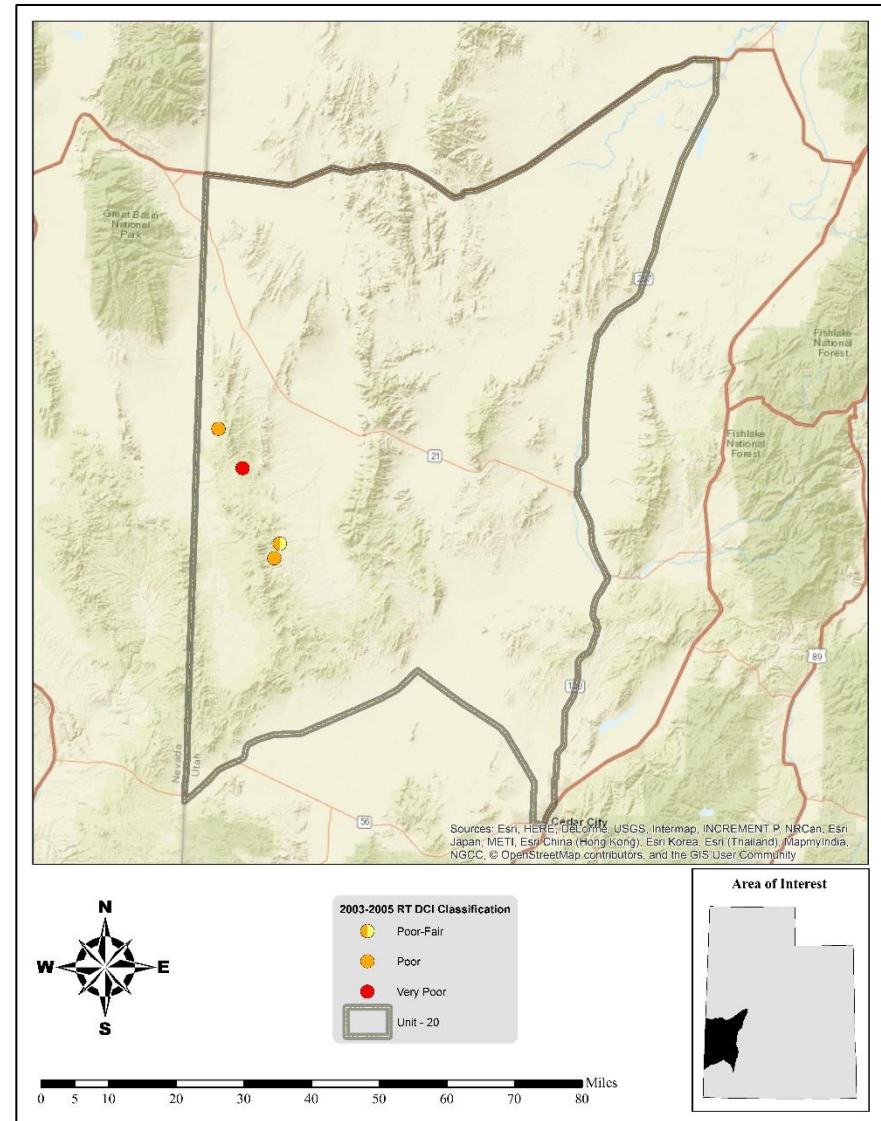 Great Basin
National
Park
257
Fishlake
National
Forest
Fishlake
National
Forest
21
89
130
Nevada
Utah
56
Cedar City
Sources: Esri, HERE, DeLorme, USGS, Intermap, INCREMENT P, NRCan, Esri
Japan, METI, Esri China (Hong Kong), Esri Korea, Esri (Thailand), MapmyIndia,
NGCC, © OpenStreetMap contributors, and the GIS User Community
N
W
E
S
2003-2005 RT DCI Classification
Poor-Fair
Poor
Very Poor
Unit - 20
Area of Interest
Miles
0 5 10 20 30 40 50 60 70 80